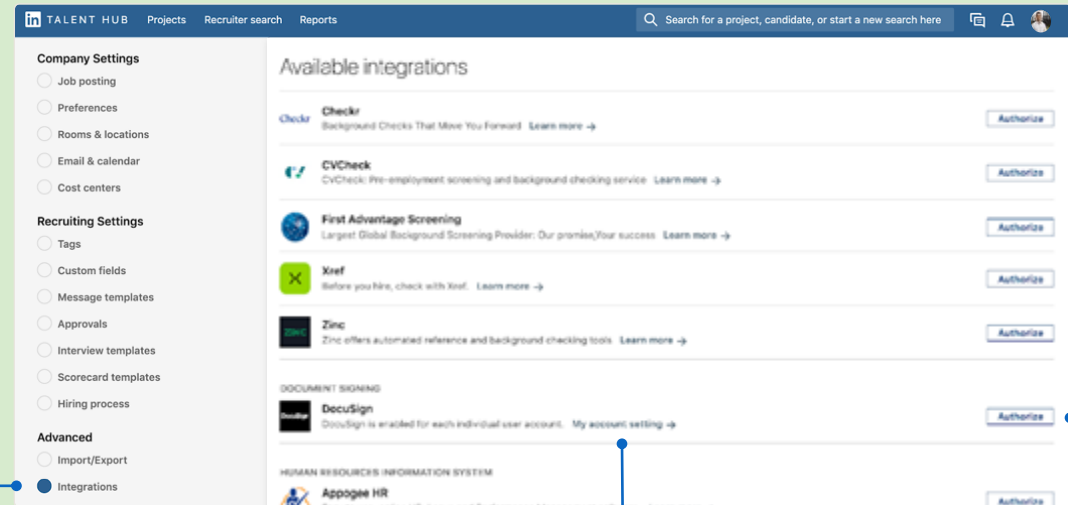 in TALENT HUB Projects Recruiter search Reports Search for a project, candidate, or start a new search here
Company Settings
Job posting
Preferences
Rooms & locations
Email & calendar
Cost centers
Recruiting Settings
Tags
Custom fields
Message templates
Approvals
Interview templates
Scorecard templates
Hiring process
Advanced
Import/Export
Integrations
Available integrations
Checkr
Checkr
Background Checks That Move You Forward Learn more →
Authorize
CVCheck
CVCheck: Pre-employment screening and background checking service Learn more →
Authorize
First Advantage Screening
Largest Global Background Screening Provider: Our promise,Your success Learn more →
Authorize
Xref
Before you hire, check with Xref. Learn more →
Authorize
ZINC
Zinc
Zinc offers automated reference and background checking tools Learn more →
Authorize
DOCUMENT SIGNING
DocuSign
DocuSign
DocuSign is enabled for each individual user account. My account setting →
Authorize
HUMAN RESOURCES INFORMATION SYSTEM
Appogee HR
Authorize